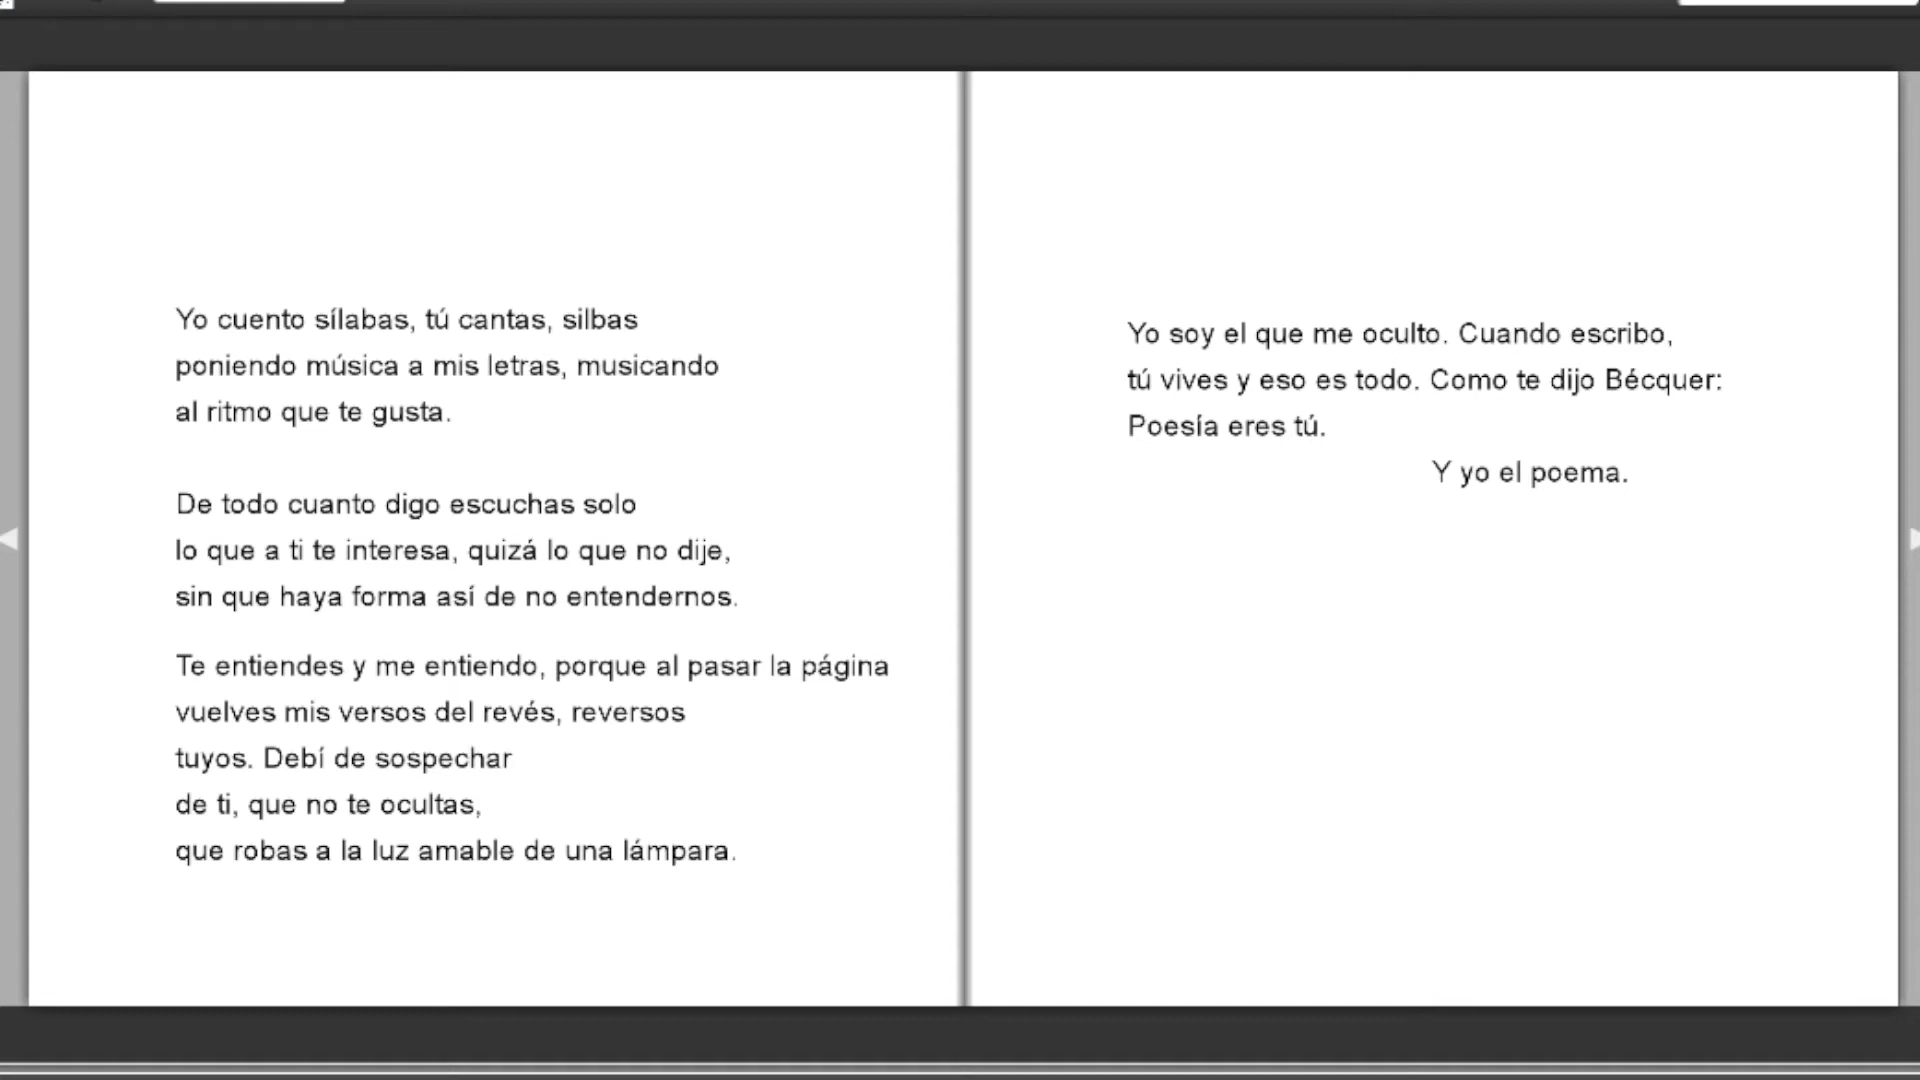 Yo cuento sílabas, tú cantas, silbas
poniendo música a mis letras, musicando
al ritmo que te gusta.
De todo cuanto digo escuchas solo
lo que a ti te interesa, quizá lo que no dije,
sin que haya forma así de no entendernos.
Te entiendes y me entiendo, porque al pasar la página
vuelves mis versos del revés, reversos
tuyos. Debí de sospechar
de ti, que no te ocultas,
que robas a la luz amable de una lámpara.
Yo soy el que me oculto. Cuando escribo,
tú vives y eso es todo. Como te dijo Bécquer:
Poesía eres tú.
Y yo el poema.